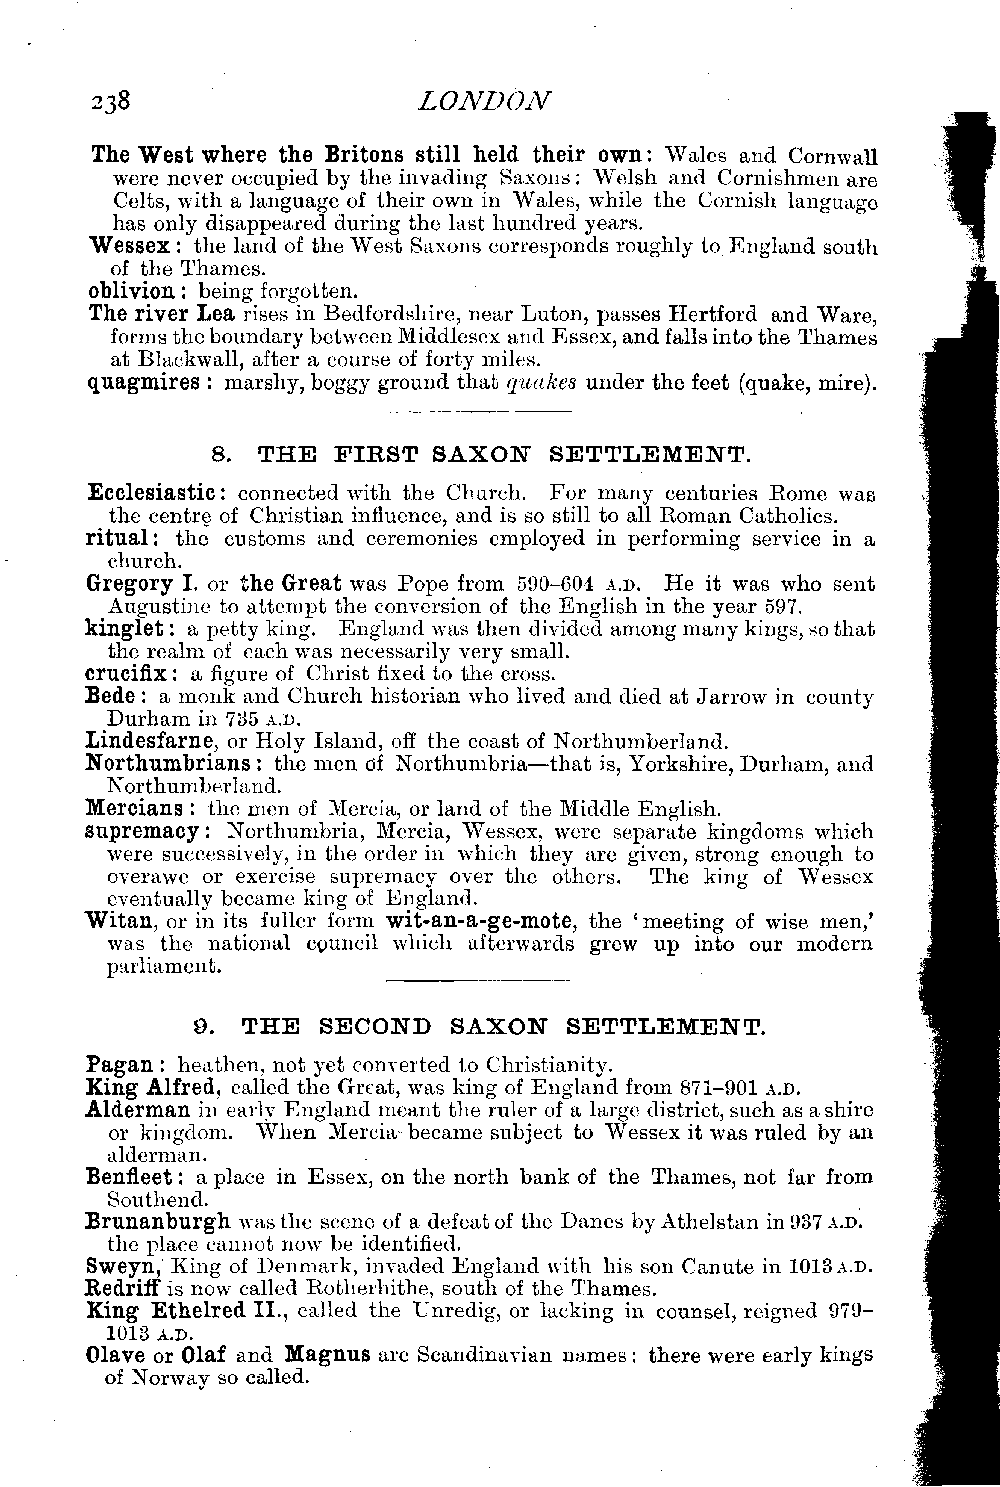 238 LONDON
The West where the Britons still held their own: Wales and Cornwall
were never occupied by the invading Saxons: Welsh and Cornishmen are
Celts, with a language of their own in Wales, while the Cornish language
has only disappeared during the last hundred years.
Wessex: the land of the West Saxons corresponds roughly to England south
of the Thames.
oblivion: being forgotten.
The river Lea rises in Bedfordshire, near Luton, passes Hertford and Ware,
forms the boundary between Middlesex and Essex, and falls into the Thames
at Blackwall, after a course of forty miles.
quagmires: marshy, boggy ground that quakes under the feet (quake, mire).
8. THE FIRST SAXON SETTLEMENT.
Ecclesiastic: connected with the Church. For many centuries Rome was
the centre of Christian influence, and is so still to all Roman Catholics.
ritual: the customs and ceremonies employed in performing service in a
church.
Gregory I. or the Great was Pope from 590–604 A.D. He it was who sent
Augustine to attempt the conversion of the English in the year 597.
kinglet: a petty king. England was then divided among many kings, so that
the realm of each was necessarily very small.
crucifix: a figure of Christ fixed to the cross.
Bede: a monk and Church historian who lived and died at Jarrow in county
Durham in 735 A.D.
Lindesfarne, or Holy Island, off the coast of Northumberland.
Northumbrians: the men of Northumbria—that is, Yorkshire, Durham, and
Northumberland.
Mercians: the men of Mercia, or land of the Middle English.
supremacy: Northumbria, Mercia, Wessex, were separate kingdoms which
were successively, in the order in which they are given, strong enough to
overawe or exercise supremacy over the others. The king of Wessex
eventually became king of England.
Witan, or in its fuller form wit-an-a-ge-mote, the ‘meeting of wise men,’
was the national council which afterwards grew up into our modern
parliament.
9. THE SECOND SAXON SETTLEMENT.
Pagan: heathen, not yet converted to Christianity.
King Alfred, called the Great, was king of England from 871–901 A.D.
Alderman in early England meant the ruler of a large district, such as a shire
or kingdom. When Mercia became subject to Wessex it was ruled by an
alderman.
Benfleet: a place in Essex, on the north bank of the Thames, not far from
Southend.
Brunanburgh was the scene of a defeat of the Danes by Athelstan in 937 A.D.
the place cannot now be identified.
Sweyn, King of Denmark, invaded England with his son Canute in 1013 A.D.
Redriff is now called Rotherhithe, south of the Thames.
King Ethelred II., called the Unredig, or lacking in counsel, reigned 979–
1013 A.D.
Olave or Olaf and Magnus are Scandinavian names: there were early kings
of Norway so called.